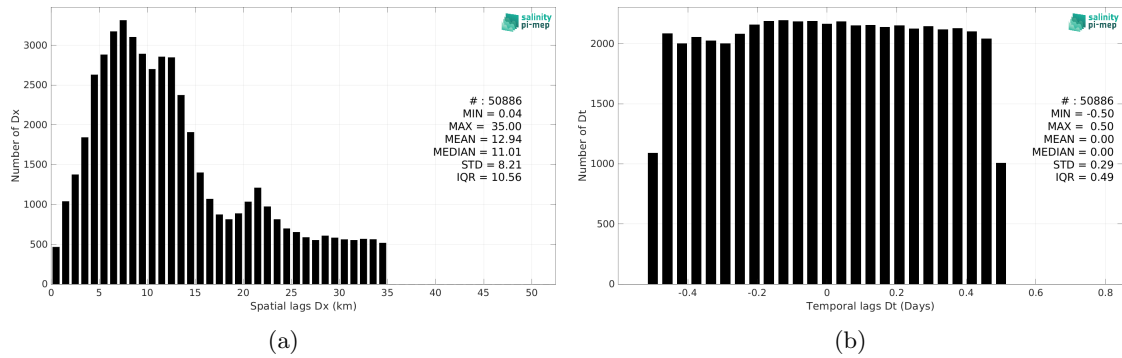 salinity
pi-mep
Number of Dx
3000
2500
2000
1500
1000
500
0
# : 50886
MIN = 0.04
MAX = 35.00
MEAN = 12.94
MEDIAN = 11.01
STD = 8.21
IQR = 10.56
0 5 10 15 20 25 30 35 40 45 50
Spatial lags Dx (km)
(a)
salinity
pi-mep
Number of Dt
2000
1500
1000
500
0
# : 50886
MIN = -0.50
MAX = 0.50
MEAN = 0.00
MEDIAN = 0.00
STD = 0.29
IQR = 0.49
-0.4 -0.2 0 0.2 0.4 0.6 0.8
Temporal lags Dt (Days)
(b)